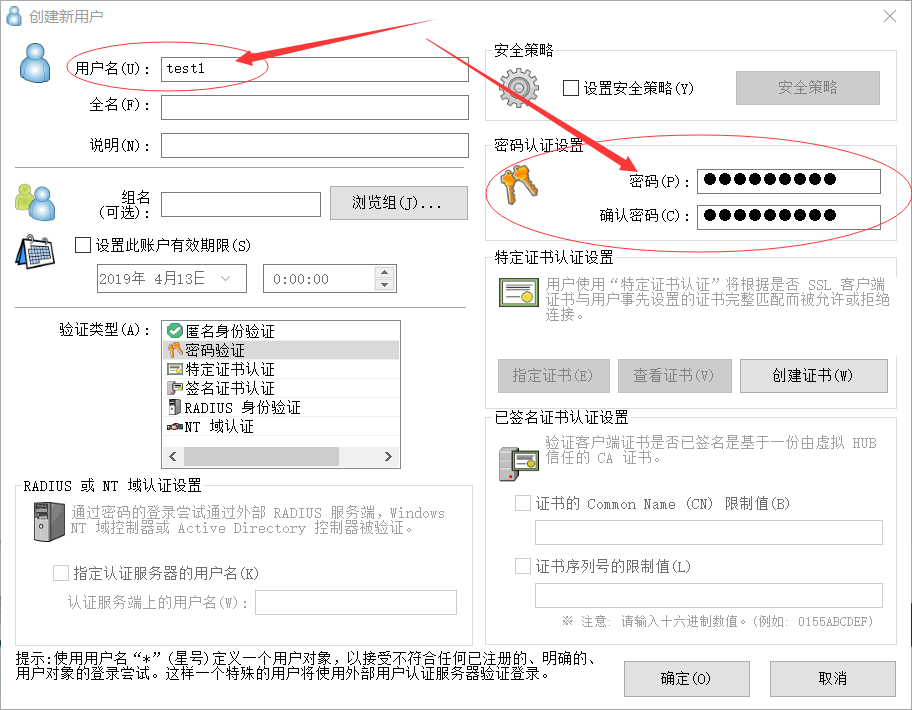 创建新用户
用户名(U)：
test1
全名(F)：
说明(N)：
组名
(可选)：
浏览组(J)...
设置此账户有效期限(S)
2019年 4月13日
0:00:00
验证类型(A)：
匿名身份验证
密码验证
特定证书认证
签名证书认证
RADIUS 身份验证
NT 域认证
RADIUS 或 NT 域认证设置
通过密码的登录尝试通过外部 RADIUS 服务端，Windows
NT 域控制器或 Active Directory 控制器被验证。
指定认证服务器的用户名(K)
认证服务端上的用户名(W)：
安全策略
设置安全策略(Y)
安全策略
密码认证设置
密码(P)：
●●●●●●●●●
确认密码(C)：
●●●●●●●●●
特定证书认证设置
用户使用“特定证书认证”将根据是否 SSL 客户端
证书与用户事先设置的证书完整匹配而被允许或拒绝
连接。
指定证书(E)
查看证书(V)
创建证书(W)
已签名证书认证设置
验证客户端证书是否已签名是基于一份由虚拟 HUB
信任的 CA 证书。
证书的 Common Name (CN) 限制值(B)
证书序列号的限制值(L)
※ 注意: 请输入十六进制数值。(例如: 0155ABCDEF)
提示:使用用户名“*”(星号)定义一个用户对象，以接受不符合任何已注册的、明确的、
用户对象的登录尝试。这样一个特殊的用户将使用外部用户认证服务器验证登录。
确定(O)
取消